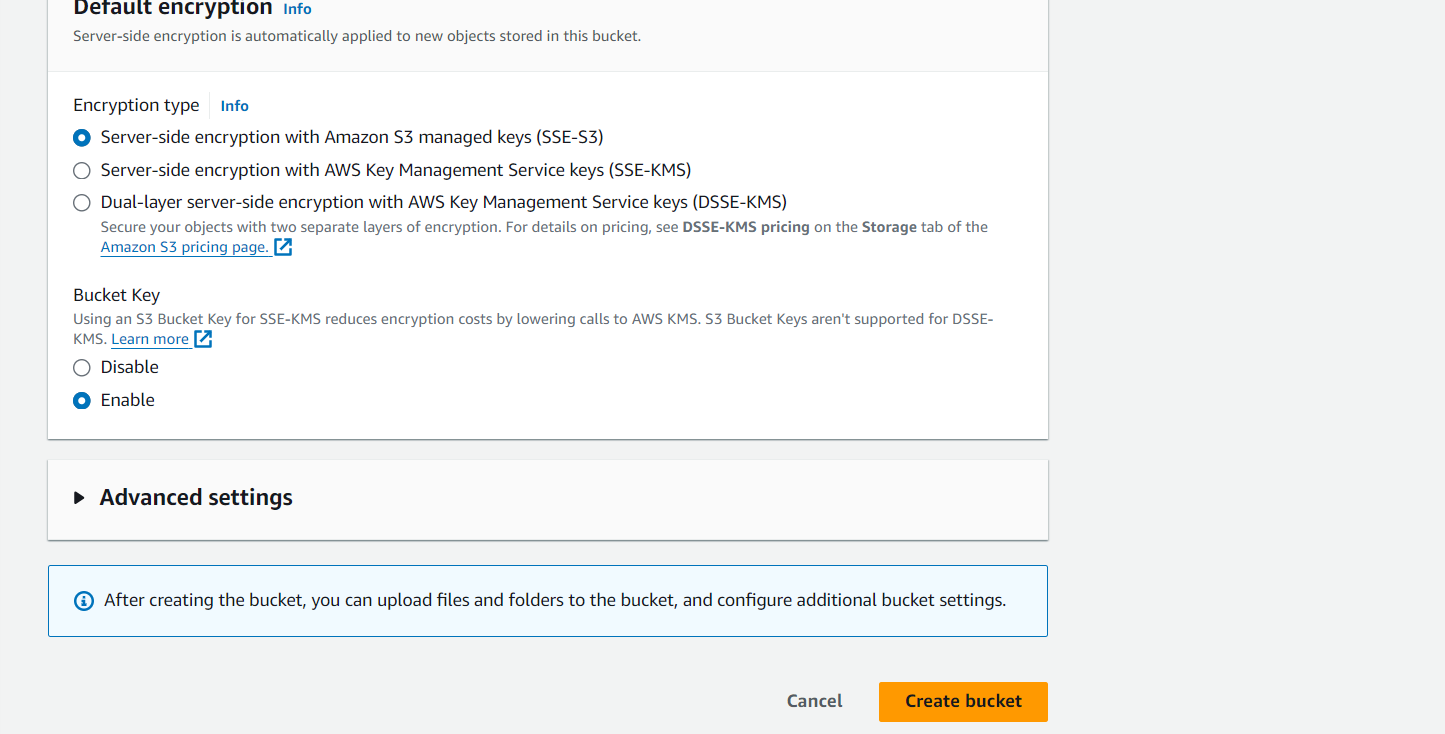 Default encryption Info
Server-side encryption is automatically applied to new objects stored in this bucket.
Encryption type Info
Server-side encryption with Amazon S3 managed keys (SSE-S3)
Server-side encryption with AWS Key Management Service keys (SSE-KMS)
Dual-layer server-side encryption with AWS Key Management Service keys (DSSE-KMS)
Secure your objects with two separate layers of encryption. For details on pricing, see DSSE-KMS pricing on the Storage tab of the
Amazon S3 pricing page.
Bucket Key
Using an S3 Bucket Key for SSE-KMS reduces encryption costs by lowering calls to AWS KMS. S3 Bucket Keys aren't supported for DSSE-
KMS. Learn more
Disable
Enable
Advanced settings
After creating the bucket, you can upload files and folders to the bucket, and configure additional bucket settings.
Cancel Create bucket